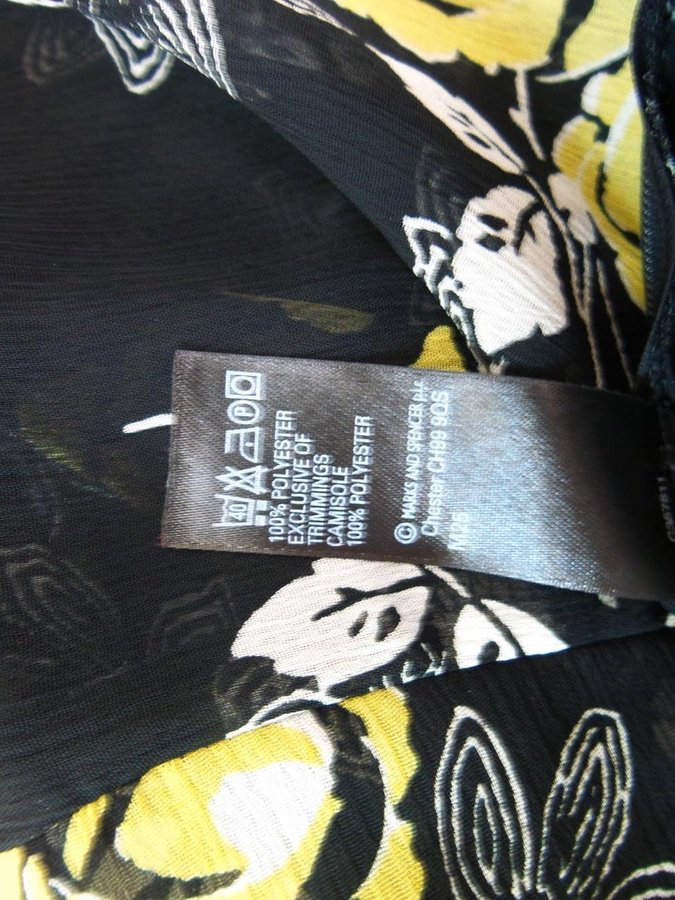 40 P
100% POLYESTER
EXCLUSIVE OF
TRIMMINGS
CAMISOLE
100% POLYESTER
© MARKS AND SPENCER p.l.c.
Chester CH99 9QS